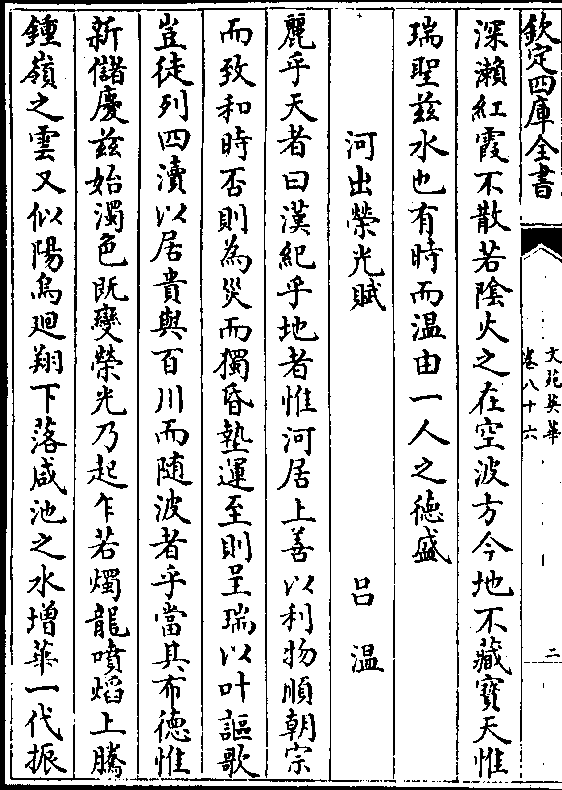 欽定四庫全書
文苑英華
卷八十六
二
深瀨紅霞不散若陰火之在空波方今地不藏寶天惟
瑞聖兹水也有時而温由一人之德盛
河出榮光賦
吕温
麗乎天者曰漢紀乎地者惟河居上善以利物順朝宗
而致和時否則為災而獨昏墊運至則呈瑞以叶謳歌
豈徒列四瀆以居貴與百川而随波者乎當其布德惟
新儲慶兹始濁色既變榮光乃起乍若燭龍噴熖上騰
鍾嶺之雲又似陽烏廻翔下落咸池之水增華一代振